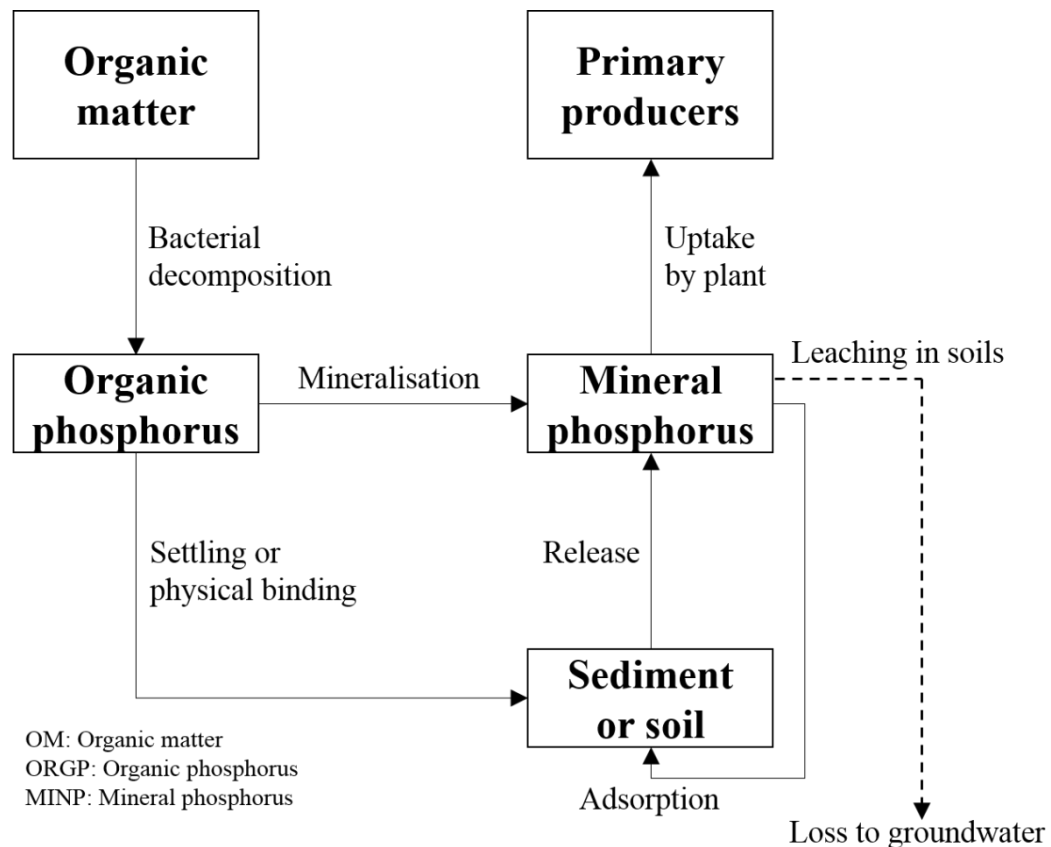 Organic
matter
Primary
producers
Bacterial
decomposition
Uptake
by plant
Leaching in soils
Organic
phosphorus
Mineralisation
Mineral
phosphorus
Settling or
physical binding
Release
Sediment
or soil
OM: Organic matter
ORGP: Organic phosphorus
MINP: Mineral phosphorus
Adsorption
Loss to groundwater